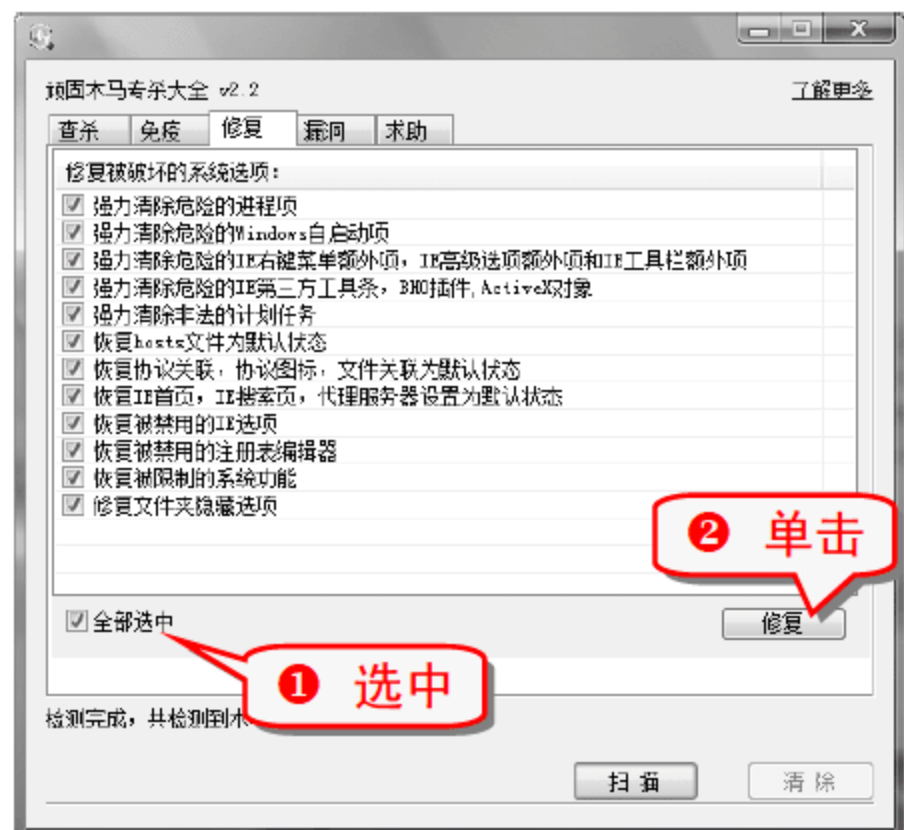 顽固木马专杀大全 v2.2
了解更多
查杀 免疫 修复 漏洞 求助
修复被破坏的系统选项:
强力清除危险的进程项
强力清除危险的Windows自启动项
强力清除危险的IE右键菜单额外项，IE高级选项额外项和IE工具栏额外项
强力清除危险的IE第三方工具条，BHO插件,ActiveX对象
强力清除非法的计划任务
恢复hosts文件为默认状态
恢复协议关联，协议图标，文件关联为默认状态
恢复IE首页，IE搜索页，代理服务器设置为默认状态
恢复被禁用的IE选项
恢复被禁用的注册表编辑器
恢复被限制的系统功能
修复文件夹隐藏选项
❷ 单击
全部选中
修复
❶ 选中
检测完成，共检测到木
扫 描
清 除